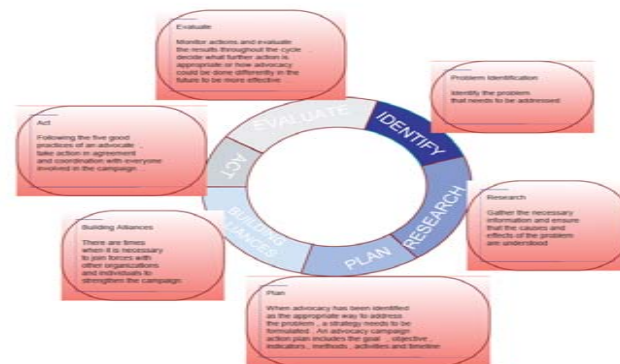 Evaluate
Monitor actions and evaluate
the results throughout the cycle ,
decide what further action is
appropriate or how advocacy
could be done differently in the
future to be more effective
Problem Identification
Identify the problem
that needs to be addressed
Act
Following the five good
practices of an advocate ,
take action in agreement
and coordination with everyone
involved in the campaign
EVALUATE
IDENTIFY
ACT
RESEARCH
BUILDING
ALLIANCES
PLAN
Research
Gather the necessary
information and ensure
that the causes and
effects of the problem
are understood
Building Alliances
There are times
when it is necessary
to join forces with
other organizations
and individuals to
strengthen the campaign
Plan
When advocacy has been identified
as the appropriate way to address
the problem , a strategy needs to be
formulated . An advocacy campaign
action plan includes the goal , objective ,
indicators , methods , activities and timeline